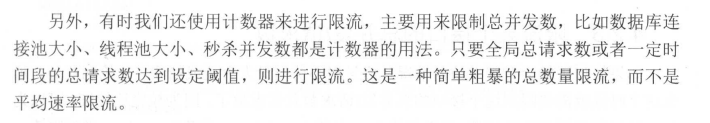 另外，有时我们还使用计数器来进行限流，主要用来限制总并发数，比如数据库连
接池大小、线程池大小、秒杀并发数都是计数器的用法。只要全局总请求数或者一定时
间段的总请求数达到设定阈值，则进行限流。这是一种简单粗暴的总数量限流，而不是
平均速率限流。